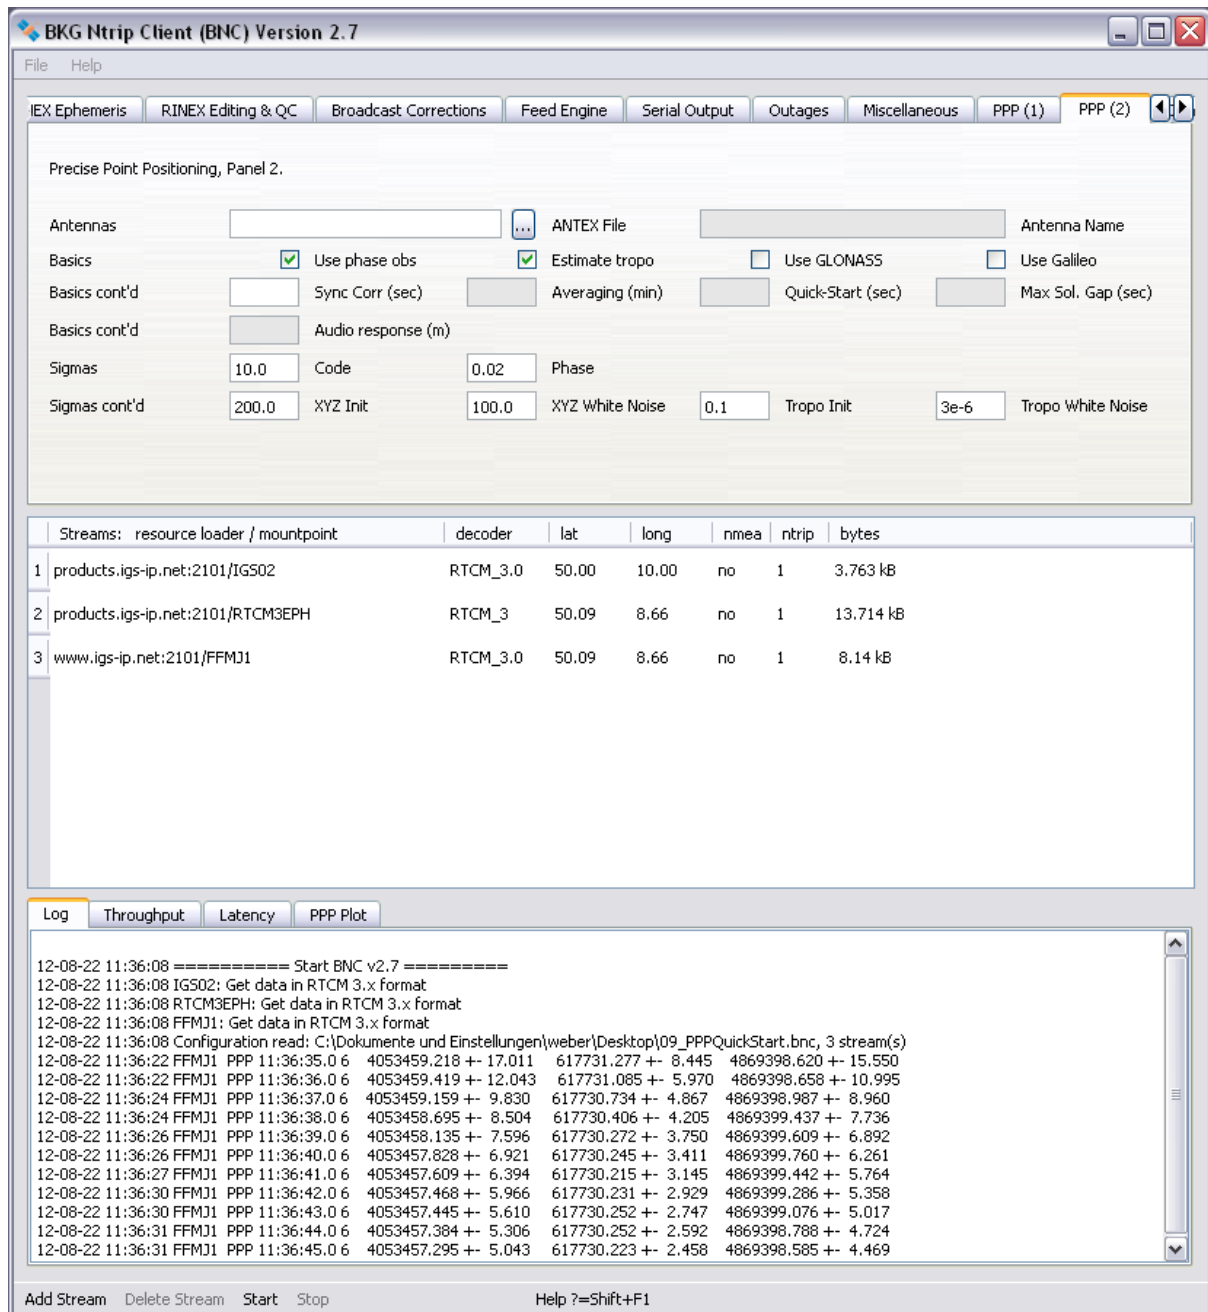 BKG Ntrip Client (BNC) Version 2.7
File Help
IEX Ephemeris RINEX Editing & QC Broadcast Corrections Feed Engine Serial Output Outages Miscellaneous PPP (1) PPP (2)
Precise Point Positioning, Panel 2.
Antennas ... ANTEX File Antenna Name
Basics Use phase obs Estimate tropo Use GLONASS Use Galileo
Basics cont'd Sync Corr (sec) Averaging (min) Quick-Start (sec) Max Sol. Gap (sec)
Basics cont'd Audio response (m)
Sigmas 10.0 Code 0.02 Phase
Sigmas cont'd 200.0 XYZ Init 100.0 XYZ White Noise 0.1 Tropo Init 3e-6 Tropo White Noise
Streams: resource loader / mountpoint decoder lat long nmea ntrip bytes
1 products.igs-ip.net:2101/IGS02 RTCM_3.0 50.00 10.00 no 1 3.763 kB
2 products.igs-ip.net:2101/RTCM3EPH RTCM_3 50.09 8.66 no 1 13.714 kB
3 www.igs-ip.net:2101/FFMJ1 RTCM_3.0 50.09 8.66 no 1 8.14 kB
Log Throughput Latency PPP Plot
12-08-22 11:36:08 ========== Start BNC v2.7 =========
12-08-22 11:36:08 IGS02: Get data in RTCM 3.x format
12-08-22 11:36:08 RTCM3EPH: Get data in RTCM 3.x format
12-08-22 11:36:08 FFMJ1: Get data in RTCM 3.x format
12-08-22 11:36:08 Configuration read: C:\Dokumente und Einstellungen\weber\Desktop\09_PPPQuickStart.bnc, 3 stream(s)
12-08-22 11:36:22 FFMJ1 PPP 11:36:35.0 6 4053459.218 +- 17.011 617731.277 +- 8.445 4869398.620 +- 15.550
12-08-22 11:36:22 FFMJ1 PPP 11:36:36.0 6 4053459.419 +- 12.043 617731.085 +- 5.970 4869398.658 +- 10.995
12-08-22 11:36:24 FFMJ1 PPP 11:36:37.0 6 4053459.159 +- 9.830 617730.734 +- 4.867 4869398.987 +- 8.960
12-08-22 11:36:24 FFMJ1 PPP 11:36:38.0 6 4053458.695 +- 8.504 617730.406 +- 4.205 4869399.437 +- 7.736
12-08-22 11:36:26 FFMJ1 PPP 11:36:39.0 6 4053458.135 +- 7.596 617730.272 +- 3.750 4869399.609 +- 6.892
12-08-22 11:36:26 FFMJ1 PPP 11:36:40.0 6 4053457.828 +- 6.921 617730.245 +- 3.411 4869399.760 +- 6.261
12-08-22 11:36:27 FFMJ1 PPP 11:36:41.0 6 4053457.609 +- 6.394 617730.215 +- 3.145 4869399.442 +- 5.764
12-08-22 11:36:30 FFMJ1 PPP 11:36:42.0 6 4053457.468 +- 5.966 617730.231 +- 2.929 4869399.286 +- 5.358
12-08-22 11:36:30 FFMJ1 PPP 11:36:43.0 6 4053457.445 +- 5.610 617730.252 +- 2.747 4869399.076 +- 5.017
12-08-22 11:36:31 FFMJ1 PPP 11:36:44.0 6 4053457.384 +- 5.306 617730.252 +- 2.592 4869398.788 +- 4.724
12-08-22 11:36:31 FFMJ1 PPP 11:36:45.0 6 4053457.295 +- 5.043 617730.223 +- 2.458 4869398.585 +- 4.469
Add Stream Delete Stream Start Stop Help ?=Shift+F1